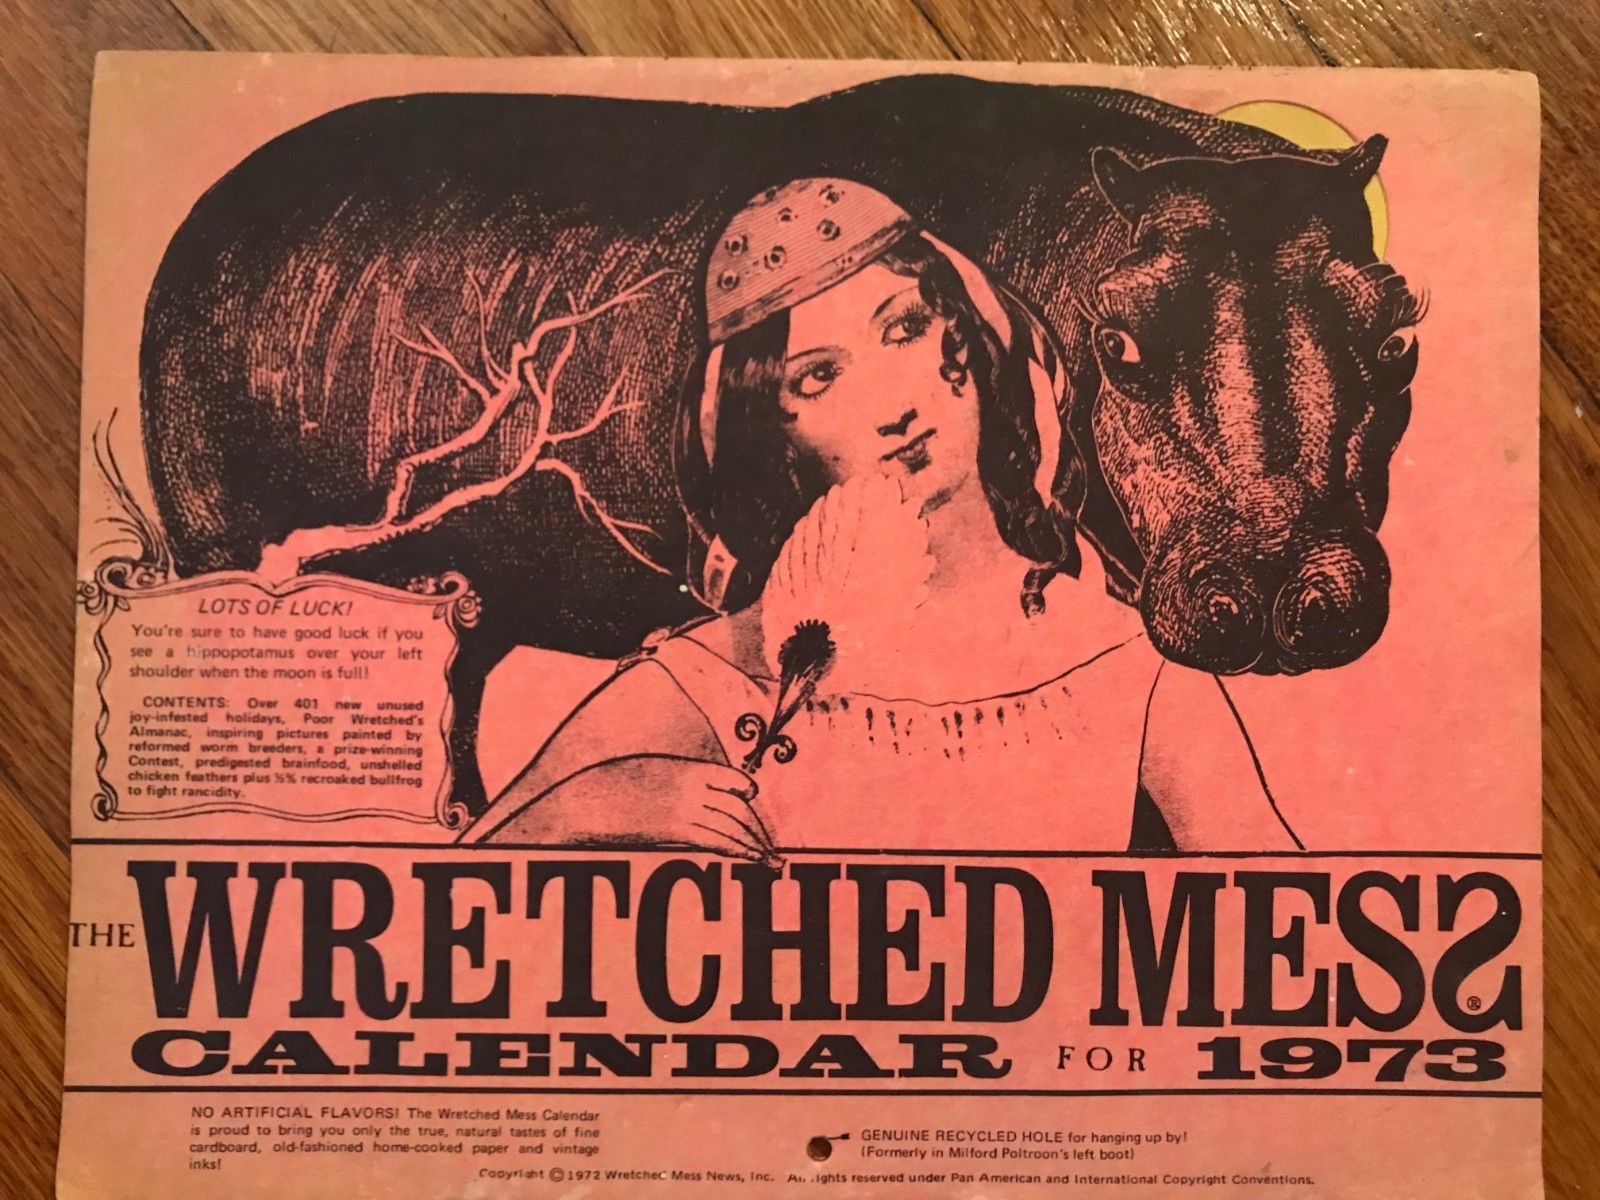 LOTS OF LUCK!
You're sure to have good luck if you
see a hippopotamus over your left
shoulder when the moon is full!
CONTENTS: Over 401 new unused
joy-infested holidays, Poor Wretched's
Almanac, inspiring pictures painted by
reformed worm breeders, a prize-winning
Contest, predigested brainfood, unshelled
chicken feathers plus ½% recroaked bullfrog
to fight rancidity.
THE WRETCHED MESS ®
CALENDAR FOR 1973
NO ARTIFICIAL FLAVORS! The Wretched Mess Calendar
is proud to bring you only the true, natural tastes of fine
cardboard, old-fashioned home-cooked paper and vintage
inks!
GENUINE RECYCLED HOLE for hanging up by!
(Formerly in Milford Poltroon's left boot)
Copyright © 1972 Wretched Mess News, Inc. All rights reserved under Pan American and International Copyright Conventions.